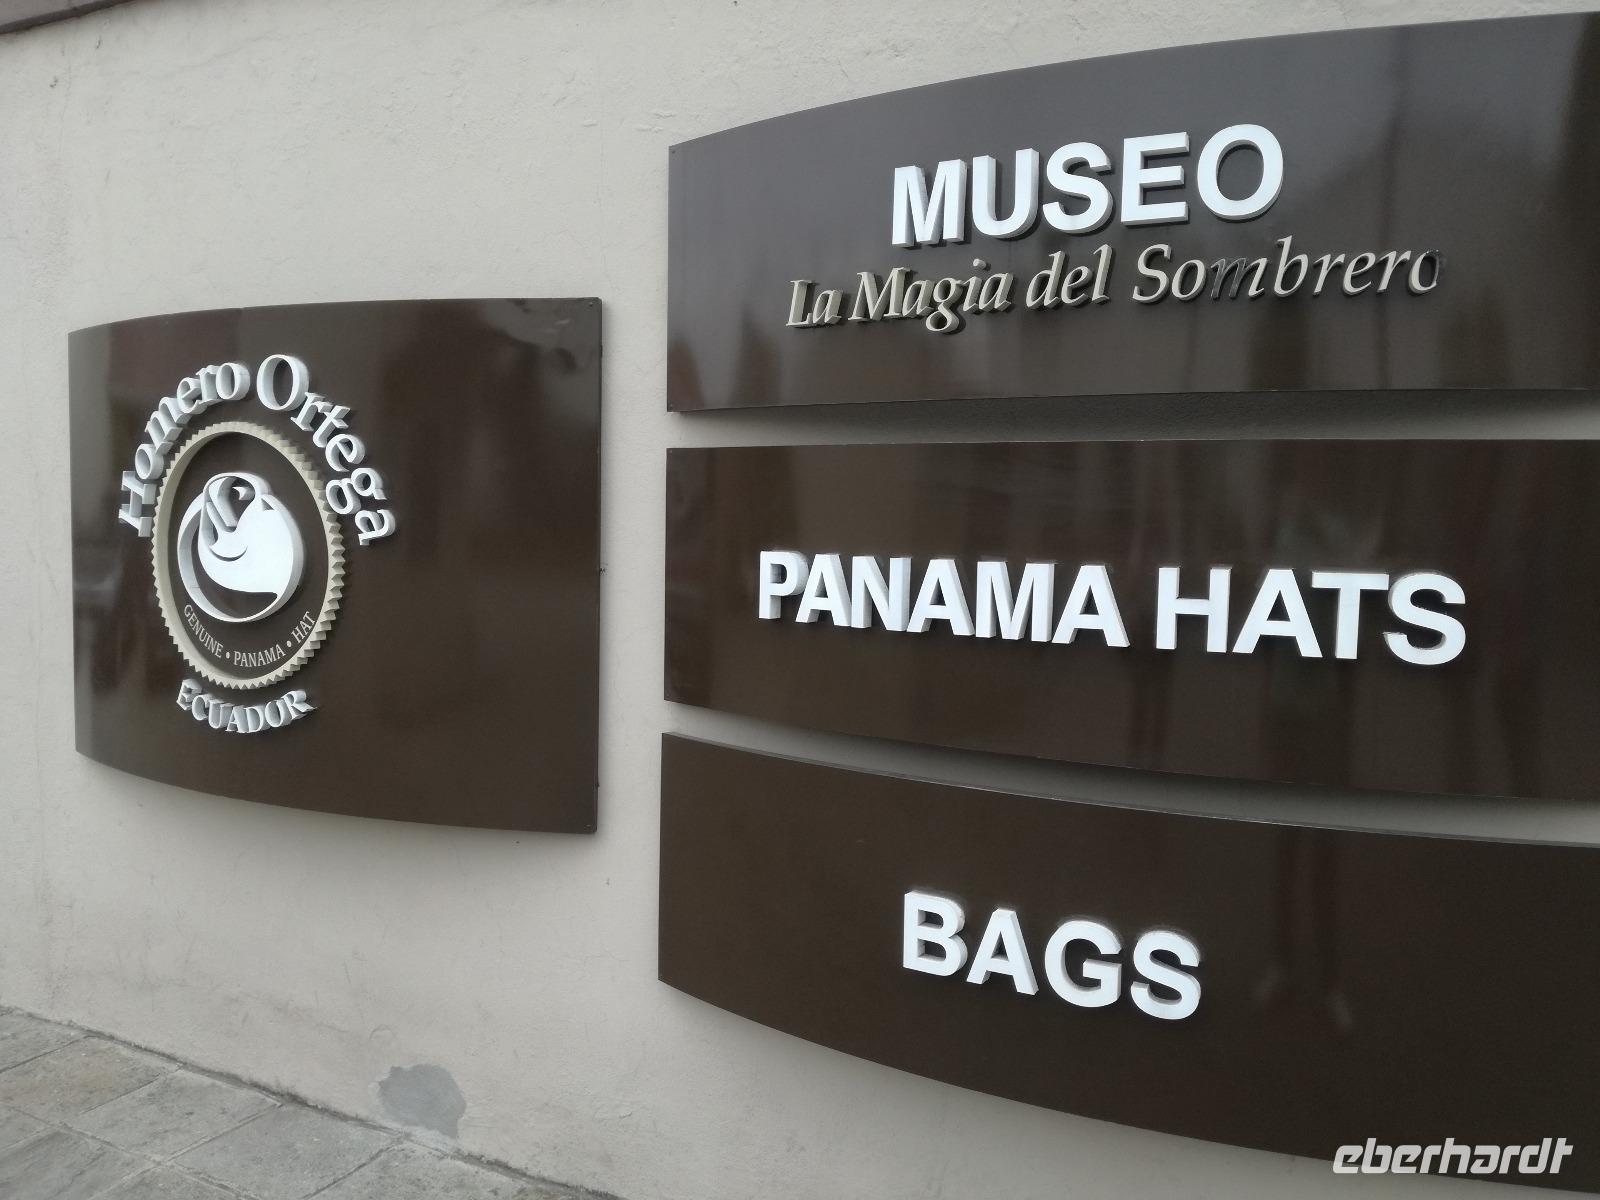 Homero Ortega
GENUINE • PANAMA • HAT
ECUADOR
MUSEO
La Magia del Sombrero
PANAMA HATS
BAGS
eberhardt